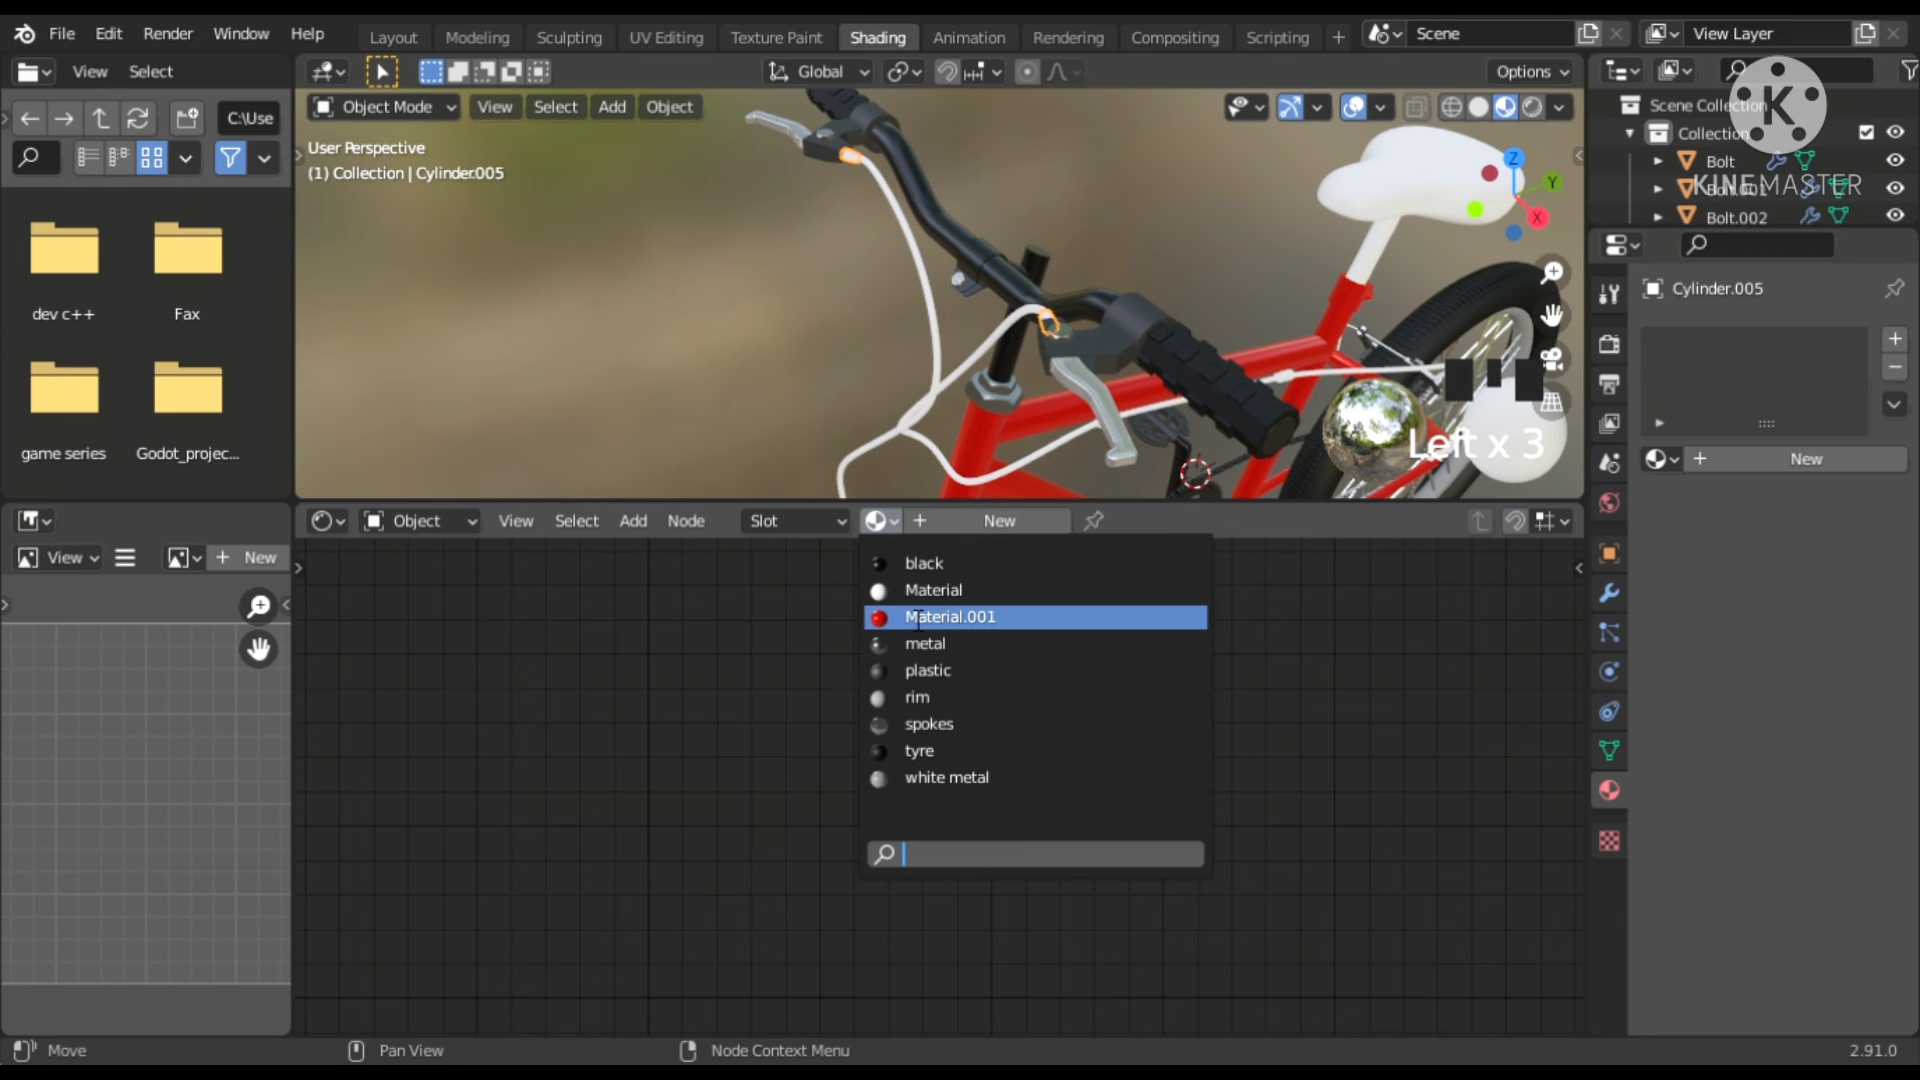 File Edit Render Window Help Layout Modeling Sculpting UV Editing Texture Paint Shading Animation Rendering Compositing Scripting + Scene View Layer
View Select Global Options
C:\Use Object Mode View Select Add Object Scene Collection
K
Collection
User Perspective
(1) Collection | Cylinder.005
Bolt
Bolt.001
KINEMASTER
Bolt.002
Z
Y
X
Cylinder.005
dev c++ Fax
game series Godot_projec...
Left x 3
+ New
Object View Select Add Node Slot + New
View + New
black
Material
Material.001
metal
plastic
rim
spokes
tyre
white metal
Move Pan View Node Context Menu 2.91.0